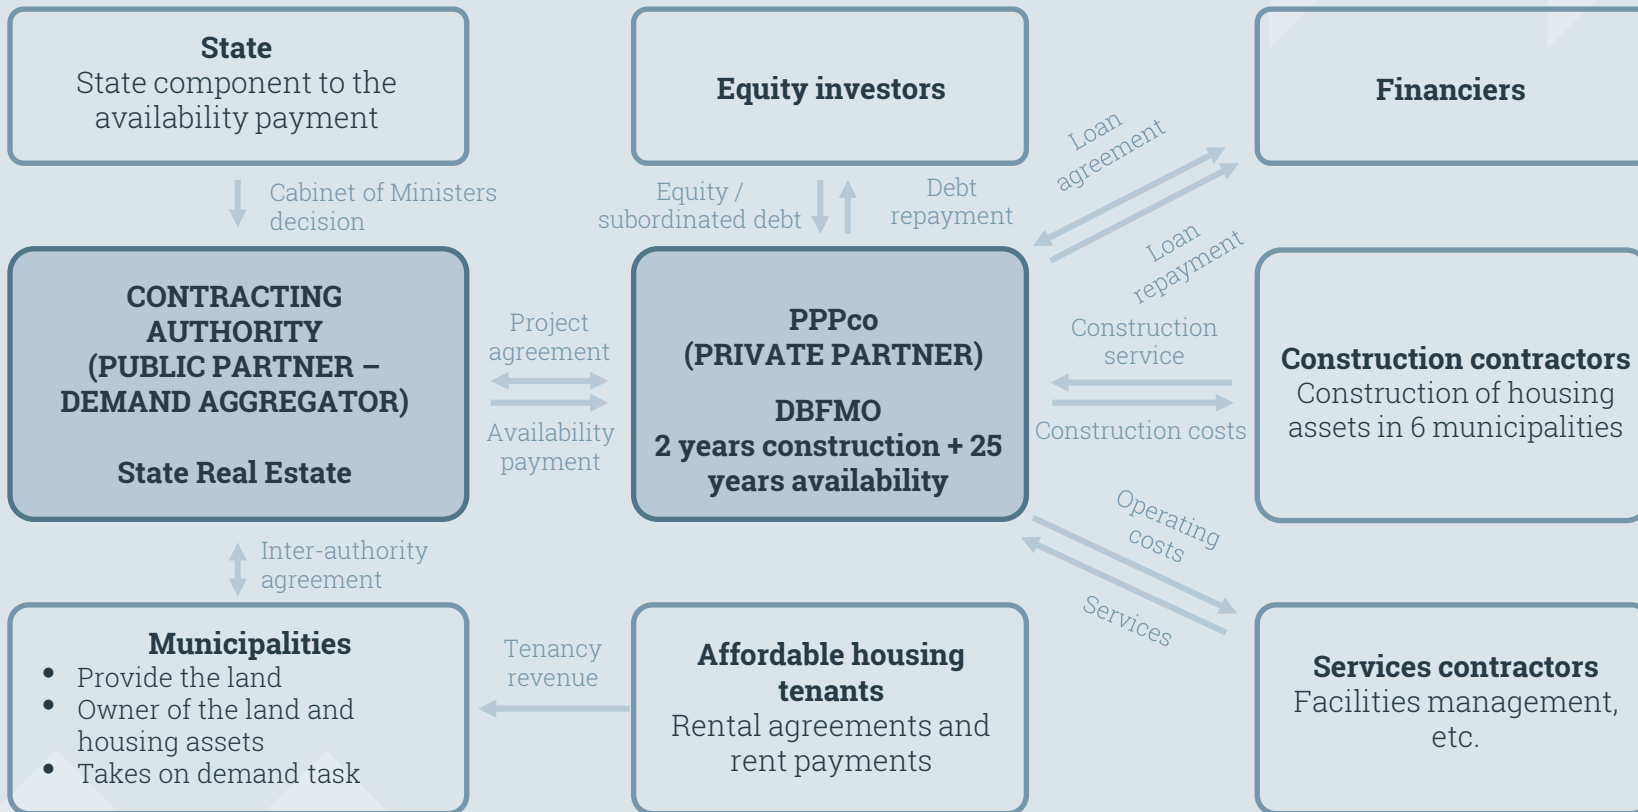 State
State component to the
availability payment
Equity investors
Financiers
Cabinet of Ministers
decision
Equity /
subordinated debt
Debt
repayment
Loan
agreement
Loan
repayment
CONTRACTING
AUTHORITY
(PUBLIC PARTNER –
DEMAND AGGREGATOR)
State Real Estate
Project
agreement
Availability
payment
PPPco
(PRIVATE PARTNER)
DBFMO
2 years construction + 25
years availability
Construction
service
Construction costs
Construction contractors
Construction of housing
assets in 6 municipalities
Inter-authority
agreement
Operating
costs
Services
Municipalities
• Provide the land
• Owner of the land and
housing assets
• Takes on demand task
Tenancy
revenue
Affordable housing
tenants
Rental agreements and
rent payments
Services contractors
Facilities management,
etc.